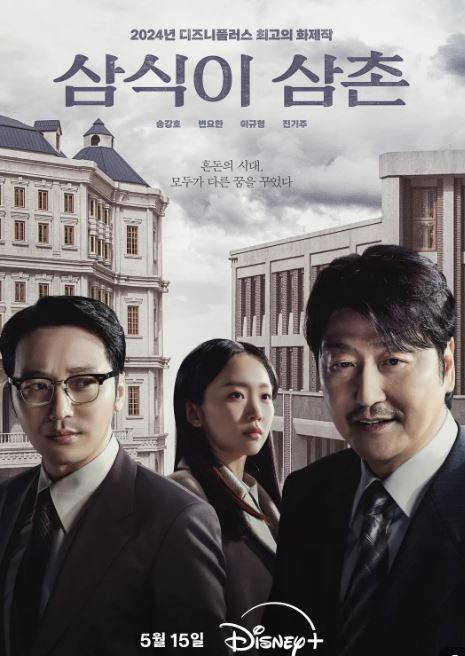 2024년 디즈니플러스 최고의 화제작
삼식이 삼촌
송강호 변요한 이규형 진기주
혼돈의 시대,
모두가 다른 꿈을 꾸었다
5월 15일 Disney+